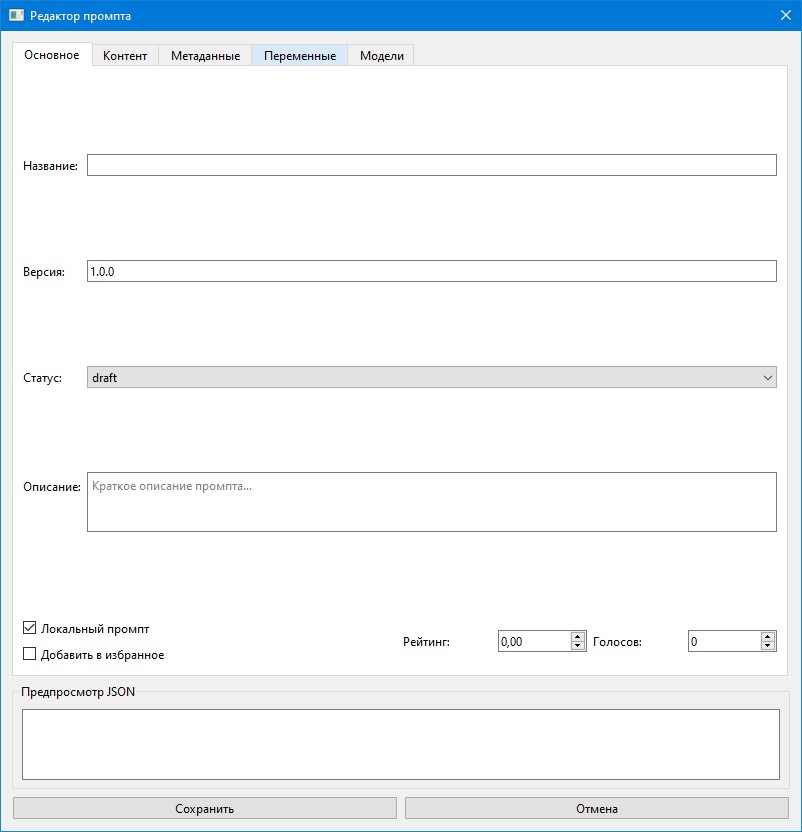 Редактор промпта
Основное Контент Метаданные Переменные Модели
Название:
Версия: 1.0.0
Статус: draft
Описание: Краткое описание промпта...
Локальный промпт
Рейтинг: 0,00 Голосов: 0
Добавить в избранное
Предпросмотр JSON
Сохранить Отмена